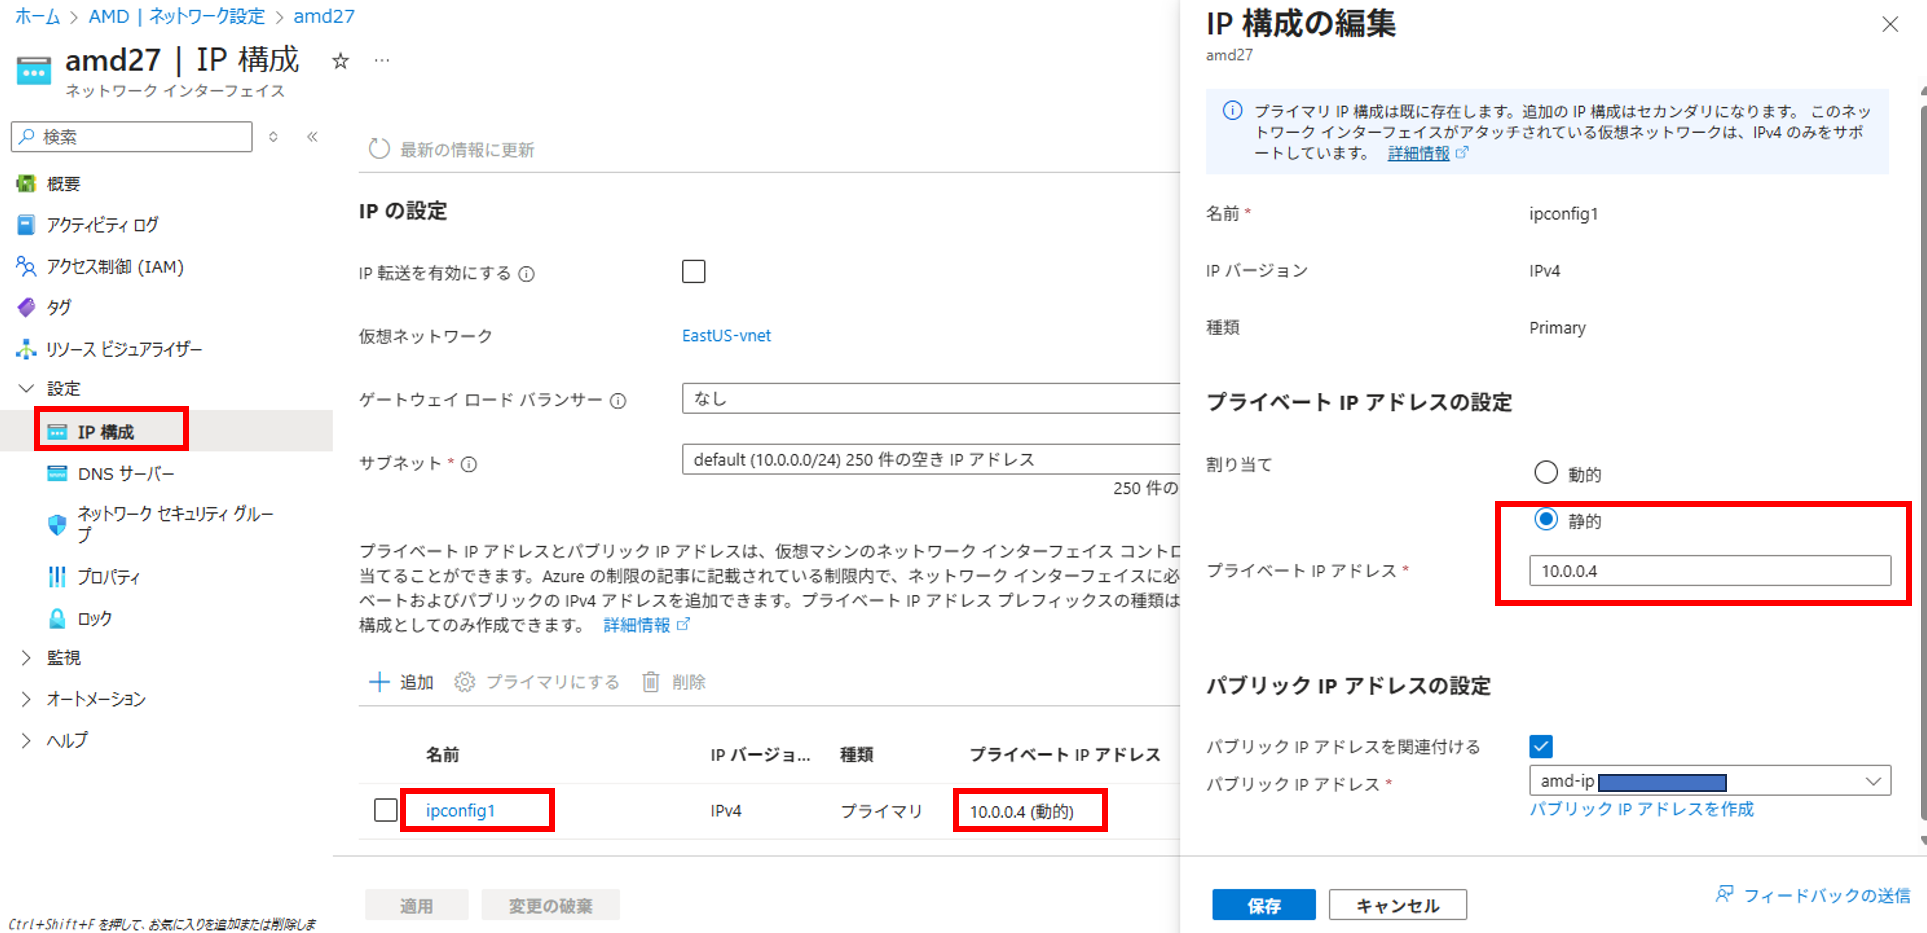 ホーム > AMD | ネットワーク設定 > amd27
amd27 | IP 構成 ☆ …
ネットワーク インターフェイス
検索
概要
アクティビティ ログ
アクセス制御 (IAM)
タグ
リソース ビジュアライザー
設定
IP 構成
DNS サーバー
ネットワーク セキュリティ グルー
プ
プロパティ
ロック
監視
オートメーション
ヘルプ
Ctrl+Shift+F を押して、お気に入りを追加または削除しま
最新の情報に更新
IP の設定
IP 転送を有効にする
仮想ネットワーク EastUS-vnet
ゲートウェイ ロード バランサー なし
サブネット * default (10.0.0.0/24) 250 件の空き IP アドレス
250 件の
プライベート IP アドレスとパブリック IP アドレスは、仮想マシンのネットワーク インターフェイス コントロ
当てることができます。Azure の制限の記事に記載されている制限内で、ネットワーク インターフェイスに必
ベートおよびパブリックの IPv4 アドレスを追加できます。プライベート IP アドレス プレフィックスの種類は
構成としてのみ作成できます。 詳細情報
追加 プライマリにする 削除
名前 IP バージョ... 種類 プライベート IP アドレス
ipconfig1 IPv4 プライマリ 10.0.0.4 (動的)
適用 変更の破棄
IP 構成の編集
amd27
プライマリ IP 構成は既に存在します。追加の IP 構成はセカンダリになります。 このネッ
トワーク インターフェイスがアタッチされている仮想ネットワークは、IPv4 のみをサポ
ートしています。 詳細情報
名前 * ipconfig1
IP バージョン IPv4
種類 Primary
プライベート IP アドレスの設定
割り当て 動的
静的
プライベート IP アドレス * 10.0.0.4
パブリック IP アドレスの設定
パブリック IP アドレスを関連付ける
パブリック IP アドレス * amd-ip
パブリック IP アドレスを作成
保存 キャンセル フィードバックの送信